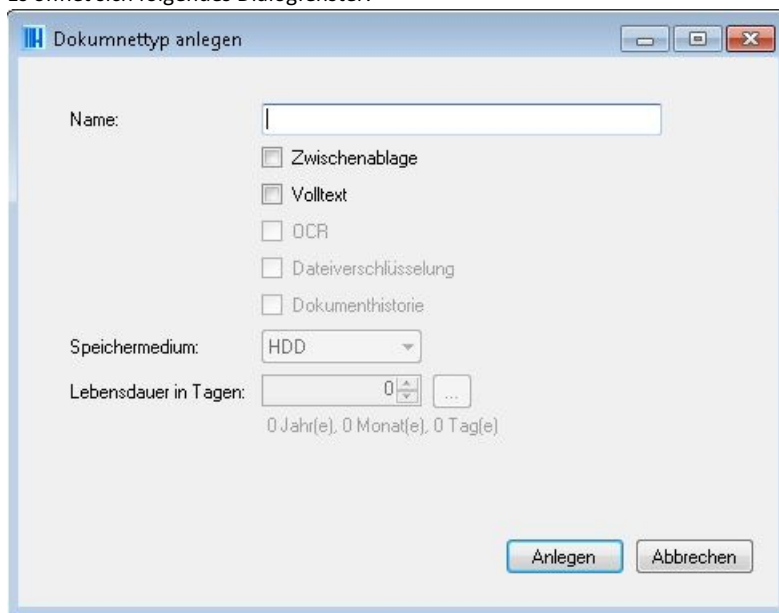 Es öffnet sich folgendes Dialogfenster:
Dokumnettyp anlegen
Name:
Zwischenablage
Volltext
OCR
Dateiverschlüsselung
Dokumenthistorie
Speichermedium: HDD
Lebensdauer in Tagen: 0 ...
0 Jahr(e), 0 Monat(e), 0 Tag(e)
Anlegen Abbrechen